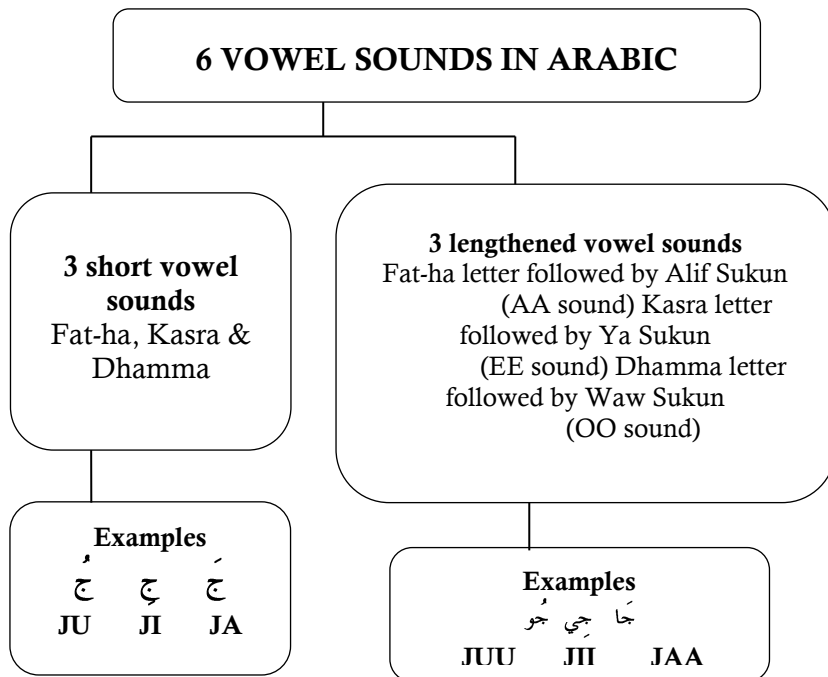 6 VOWEL SOUNDS IN ARABIC
3 short vowel
sounds
Fat-ha, Kasra &
Dhamma
3 lengthened vowel sounds
Fat-ha letter followed by Alif Sukun
(AA sound) Kasra letter
followed by Ya Sukun
(EE sound) Dhamma letter
followed by Waw Sukun
(OO sound)
Examples
جَ جِ جُ
JU JI JA
Examples
جَا جِي جُو
JUU JII JAA